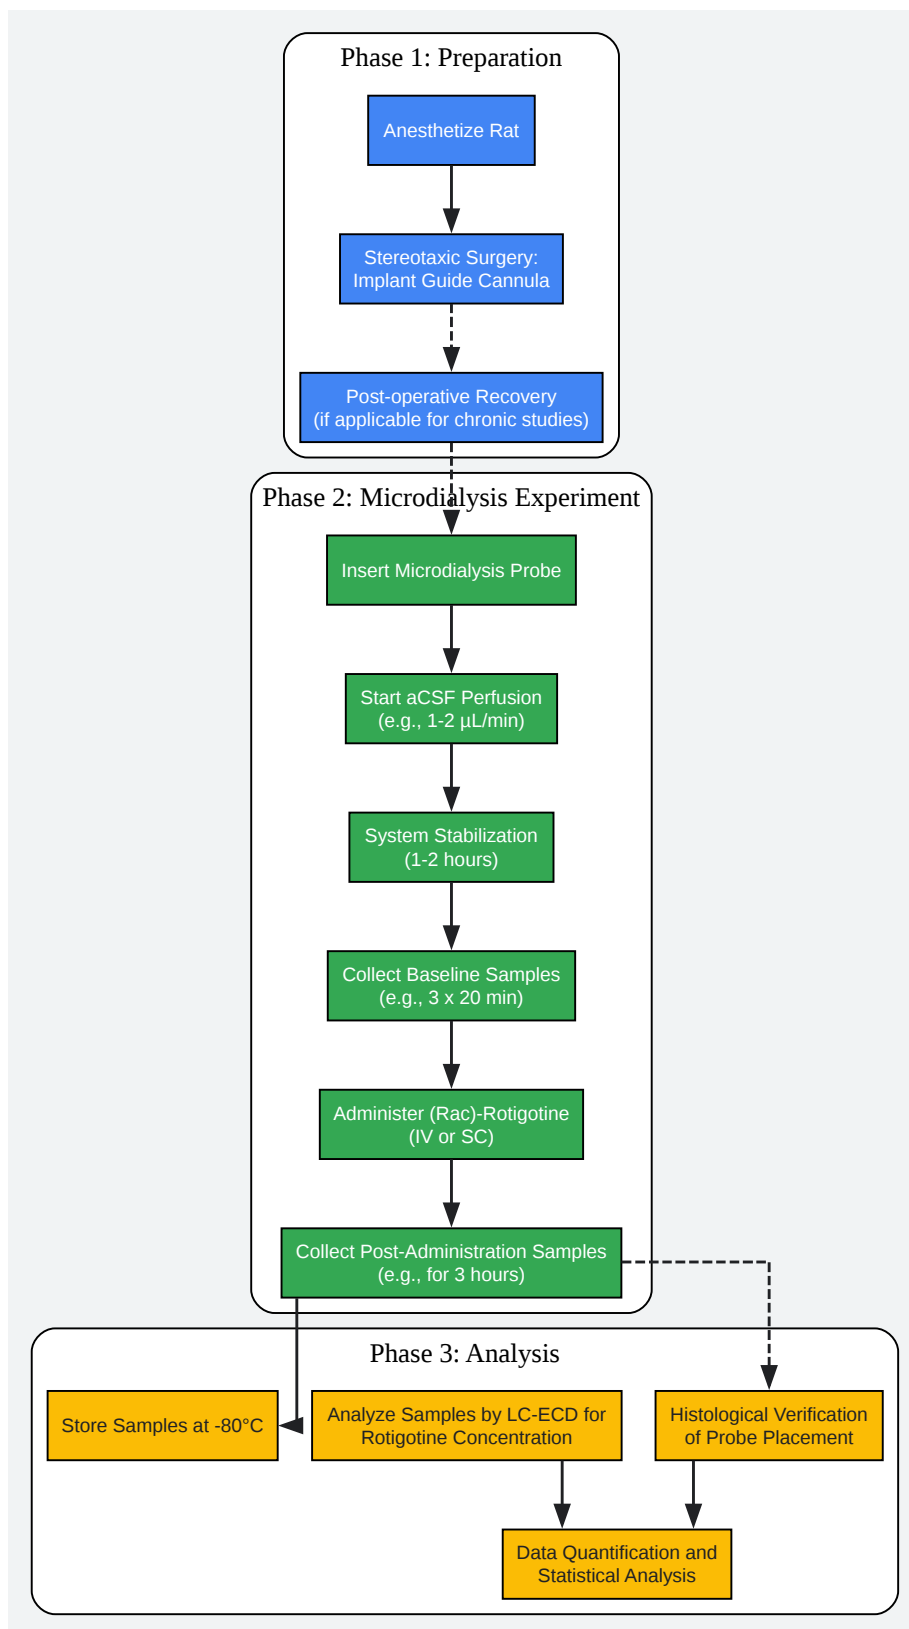 Phase 1: Preparation
Anesthetize Rat
Stereotaxic Surgery:
Implant Guide Cannula
Post-operative Recovery
(if applicable for chronic studies)
Phase 2: Microdialysis Experiment
Insert Microdialysis Probe
Start aCSF Perfusion
(e.g., 1-2 µL/min)
System Stabilization
(1-2 hours)
Collect Baseline Samples
(e.g., 3 x 20 min)
Administer (Rac)-Rotigotine
(IV or SC)
Collect Post-Administration Samples
(e.g., for 3 hours)
Phase 3: Analysis
Store Samples at -80°C
Analyze Samples by LC-ECD for
Rotigotine Concentration
Histological Verification
of Probe Placement
Data Quantification and
Statistical Analysis